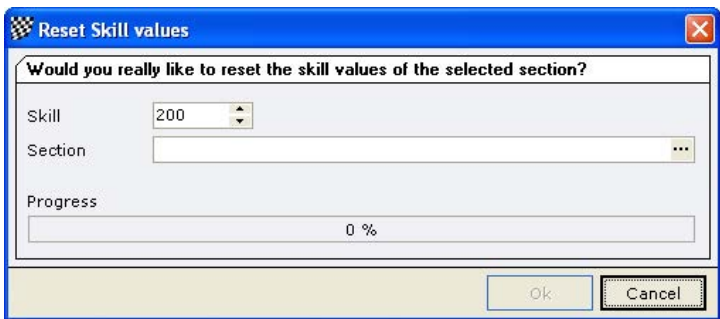 Reset Skill values
Would you really like to reset the skill values of the selected section?
Skill 200
Section ...
Progress
0 %
Ok Cancel